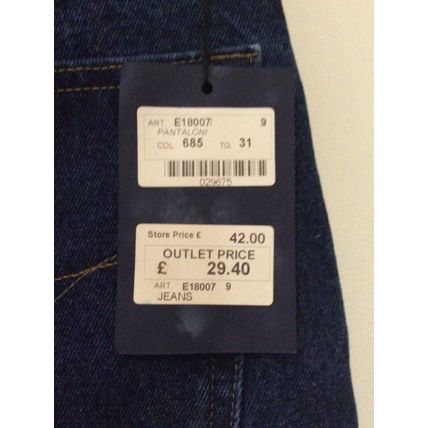 ART. E18007/ 9
PANTALONI
COL. 685 TG. 31
029675
Store Price £ 42.00
OUTLET PRICE
£ 29.40
ART. E18007 9
JEANS